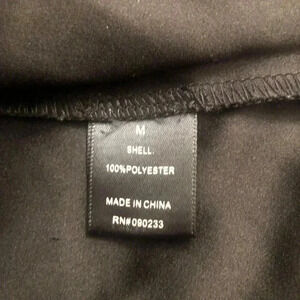 M
SHELL:
100%POLYESTER
MADE IN CHINA
RN#090233